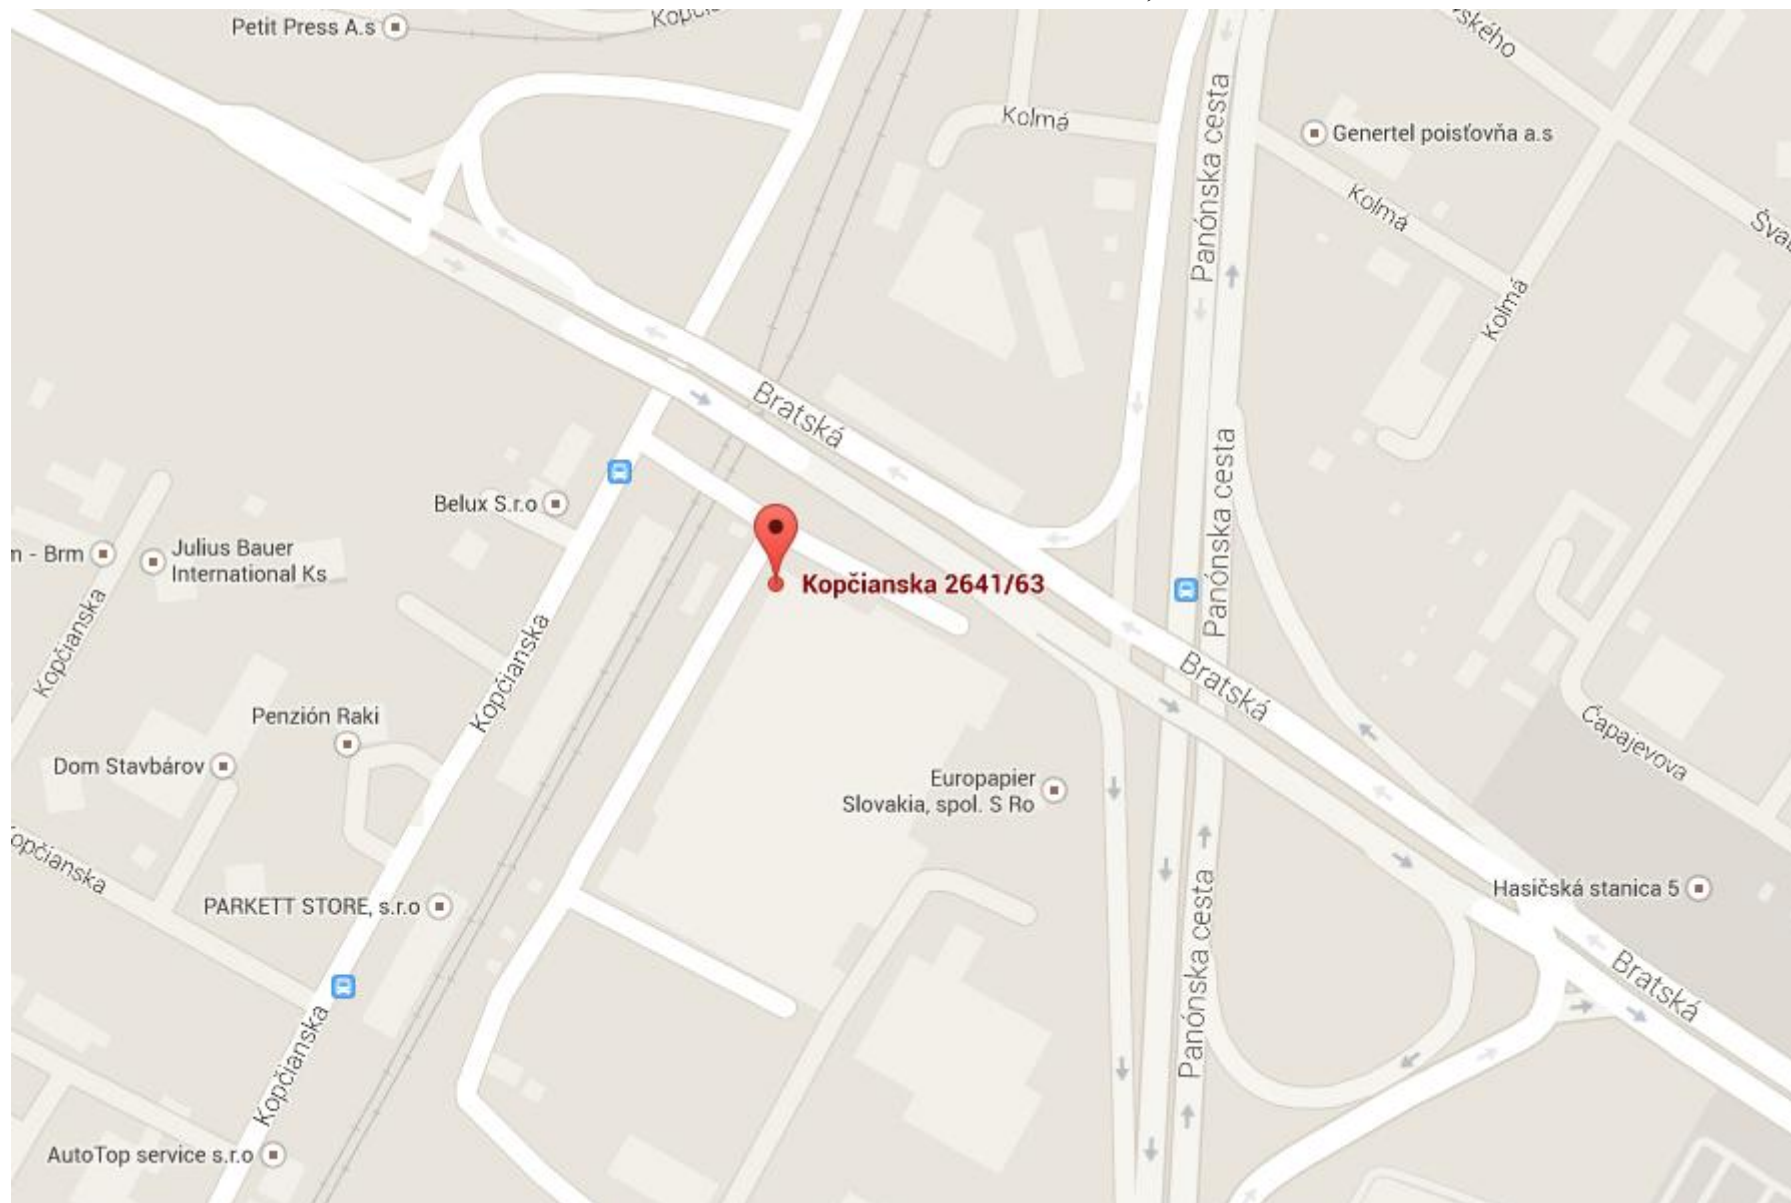 Petit Press A.s
Kolmá
Panónska cesta
Genertel poisťovňa a.s
Kolmá
Kolmá
Bratská
Panónska cesta
Belux S.r.o
Julius Bauer
International Ks
Kopčianska 2641/63
Kopčianska
Kopčianska
Penzión Raki
Dom Stavbárov
Bratská
Panónska cesta
Čapajevova
Europapier
Slovakia, spol. S Ro
Hasičská stanica 5
PARKETT STORE, s.r.o
Bratská
Kopčianska
AutoTop service s.r.o